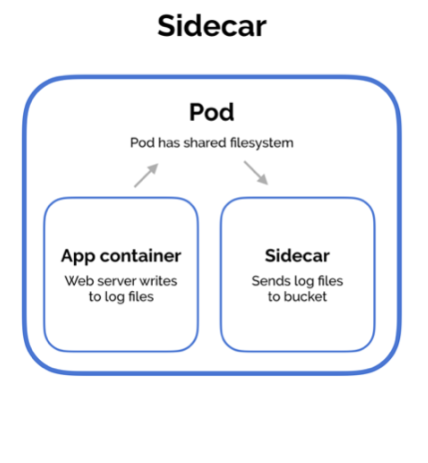 Sidecar
Pod
Pod has shared filesystem
App container
Web server writes
to log files
Sidecar
Sends log files
to bucket